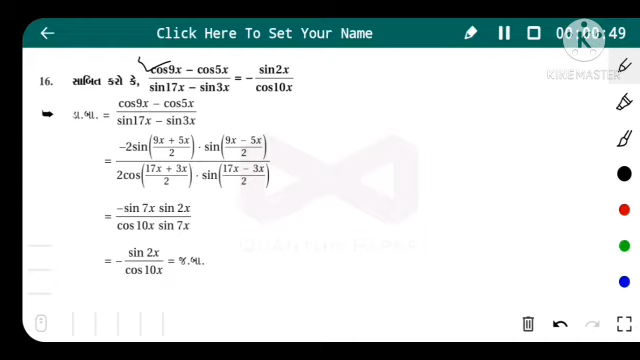 Click Here To Set Your Name
00:00:49
KINEMASTER
16. સાબિત કરો કે, (cos9x − cos5x)/(sin17x − sin3x) = − sin2x/cos10x
➥ ડા.બા. = (cos9x − cos5x)/(sin17x − sin3x)
= (−2sin((9x + 5x)/2) · sin((9x − 5x)/2))/(2cos((17x + 3x)/2) · sin((17x − 3x)/2))
= (−sin 7x sin 2x)/(cos 10x sin 7x)
= − sin 2x/cos 10x = જ.બા.